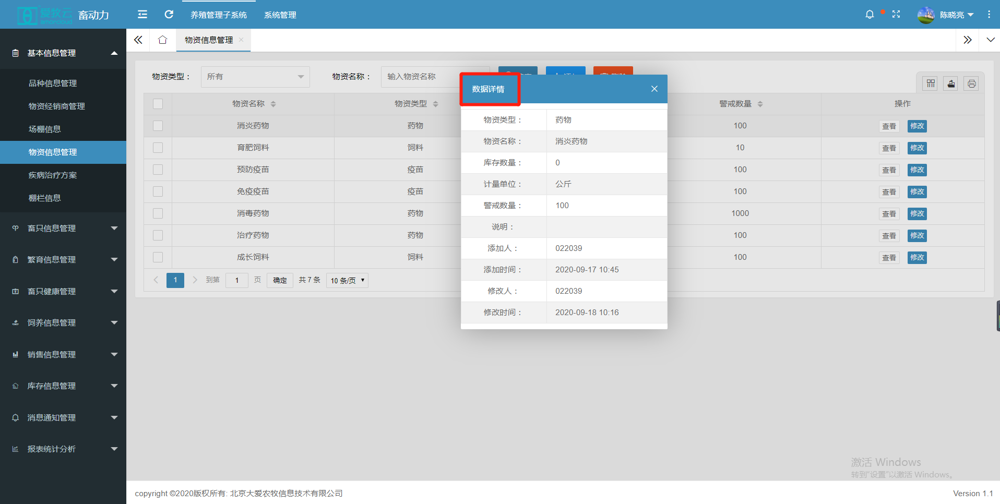 爱牧云
amorcloud
畜动力
养殖管理子系统
系统管理
陈晓亮
基本信息管理
品种信息管理
物资经销商管理
场棚信息
物资信息管理
疾病治疗方案
棚栏信息
畜只信息管理
繁育信息管理
畜只健康管理
饲养信息管理
销售信息管理
库存信息管理
消息通知管理
报表统计分析
物资信息管理
物资类型：
所有
物资名称：
输入物资名称
物资名称 物资类型 警戒数量 操作
消炎药物 药物 100 查看 修改
育肥饲料 饲料 10 查看 修改
预防疫苗 疫苗 100 查看 修改
免疫疫苗 疫苗 100 查看 修改
消毒药物 药物 1000 查看 修改
治疗药物 药物 100 查看 修改
成长饲料 饲料 100 查看 修改
1 到第 1 页 确定 共 7 条 10 条/页
数据详情
物资类型： 药物
物资名称： 消炎药物
库存数量： 0
计量单位： 公斤
警戒数量： 100
说明：
添加人： 022039
添加时间： 2020-09-17 10:45
修改人： 022039
修改时间： 2020-09-18 10:16
激活 Windows
转到"设置"以激活 Windows。
copyright ©2020版权所有: 北京大爱农牧信息技术有限公司
Version 1.1